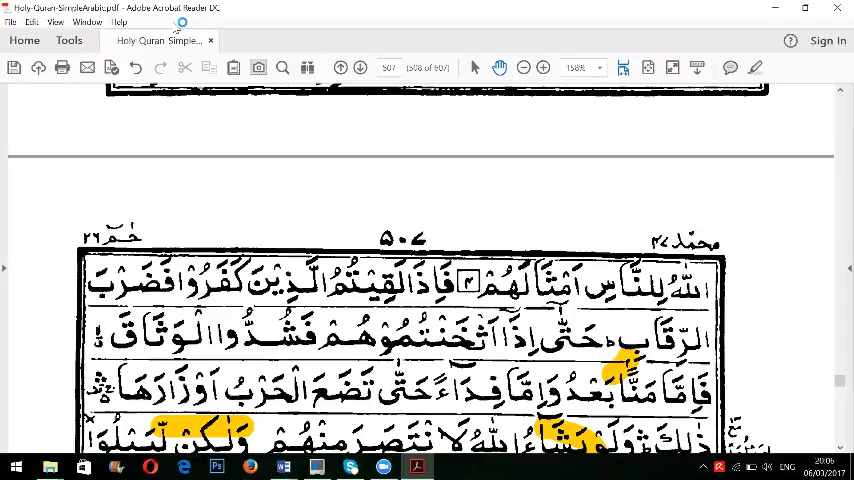 Holy-Quran-SimpleArabic.pdf - Adobe Acrobat Reader DC
File Edit View Window Help
Home Tools Holy-Quran-Simple... × Sign In
507 (508 of 607) 158%
محمد ٤٧ ٥٠٧ حٰمٓ ٢٦
اللّٰهُ لِلنَّاسِ اَمْثَالَهُمْ ۳ فَاِذَا لَقِيْتُمُ الَّذِيْنَ كَفَرُوْا فَضَرْبَ
الرِّقَابِ ؕ حَتّٰۤى اِذَاۤ اَثْخَنْتُمُوْهُمْ فَشُدُّوا الْوَثَاقَ
فَاِمَّا مَنًّۢا بَعْدُ وَاِمَّا فِدَآءً حَتّٰى تَضَعَ الْحَرْبُ اَوْزَارَهَا
ذٰلِكَ ۛؕ وَلَوْ يَشَآءُ اللّٰهُ لَانْتَصَرَ مِنْهُمْ وَلٰكِنْ لِّيَبْلُوَا
ENG
20:06
06/03/2017